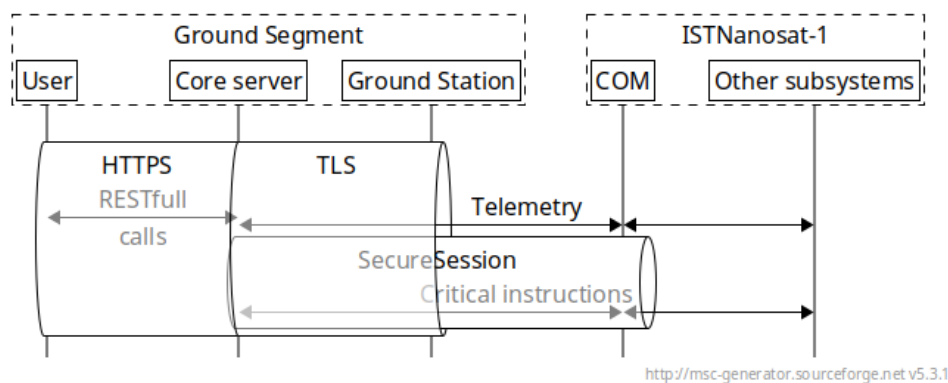 Ground Segment
ISTNanosat-1
User
Core server
Ground Station
COM
Other subsystems
HTTPS
TLS
RESTfull
calls
Telemetry
SecureSession
Critical instructions
http://msc-generator.sourceforge.net v5.3.1